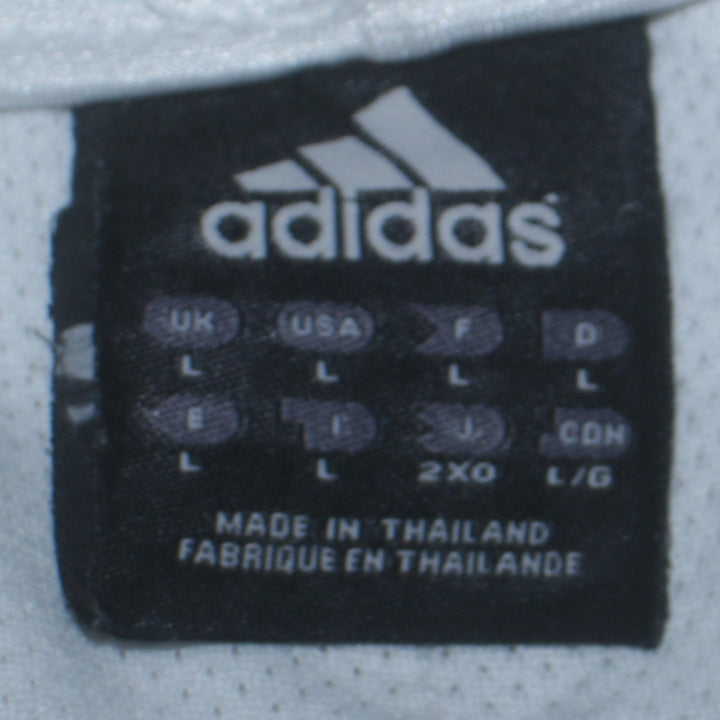 adidas
UK USA F D
L L L L
E I J CDN
L L 2XO L/G
MADE IN THAILAND
FABRIQUE EN THAILANDE